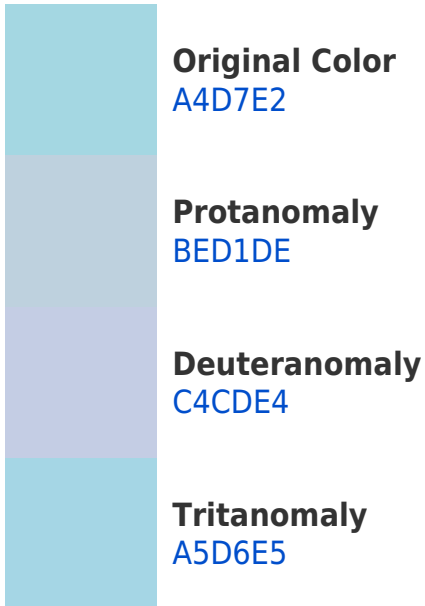 Original Color
A4D7E2
Protanomaly
BED1DE
Deuteranomaly
C4CDE4
Tritanomaly
A5D6E5